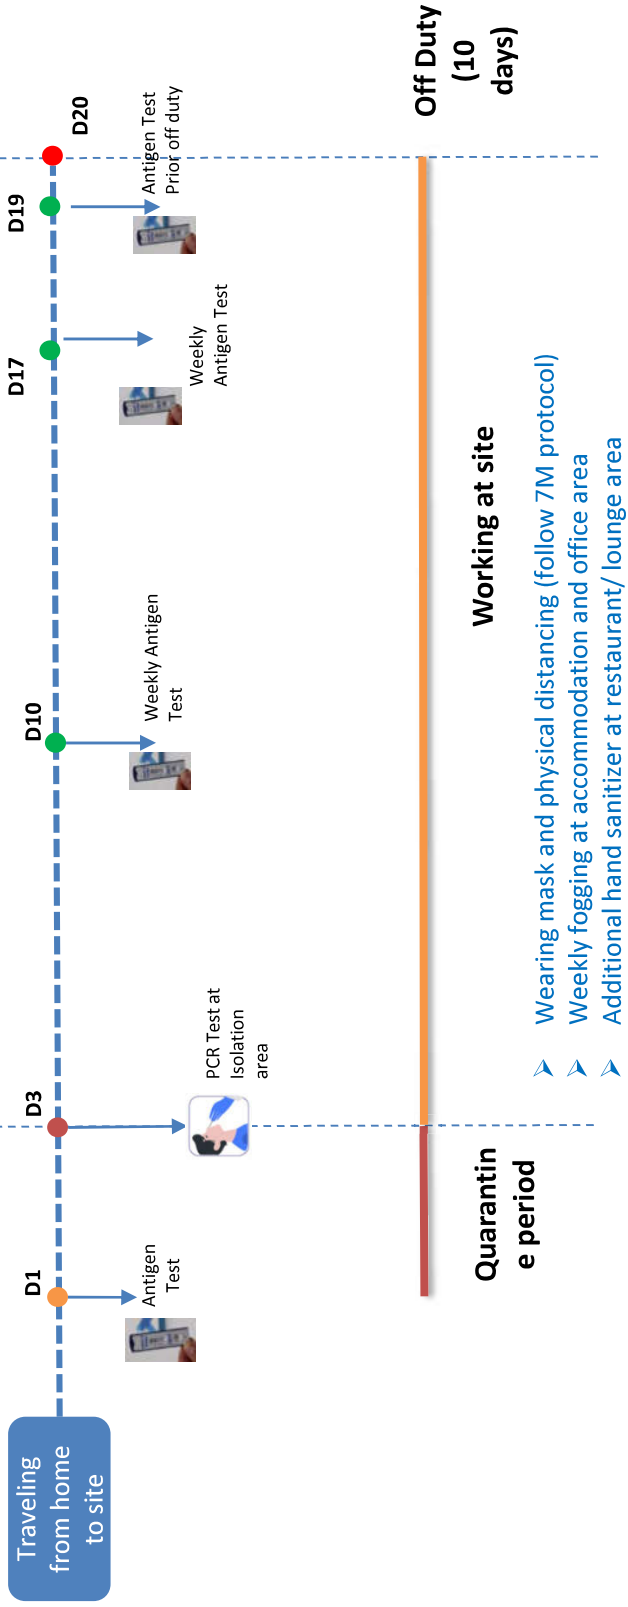 Traveling
from home
to site
D1
D3
D10
D17
D19
D20
Antigen
Test
PCR Test at
Isolation
area
Weekly Antigen
Test
Weekly
Antigen Test
Antigen Test
Prior off duty
Quarantin
e period
Working at site
Off Duty
(10
days)
➢ Wearing mask and physical distancing (follow 7M protocol)
➢ Weekly fogging at accommodation and office area
➢ Additional hand sanitizer at restaurant/ lounge area